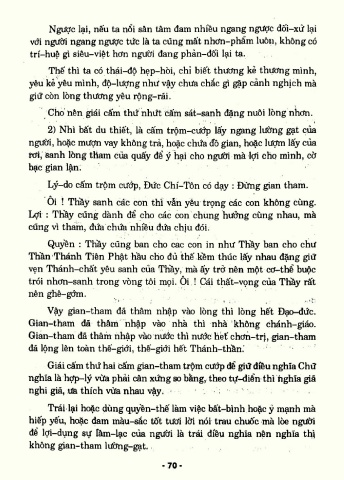 Ngược lại, nếu ta nổi sân tâm đam nhiều ngang ngược đối-xử lại
với người ngang ngược tức là ta cũng mất nhơn-phẩm luôn, không có
trí-huệ gì siêu-việt hơn người đang phản-đối lại ta.
Thế thì ta có thái-độ hẹp-hòi, chỉ biết thương kẻ thương mình,
yêu kẻ yêu mình, độ-lượng như vậy chưa chắc gì gặp cảnh nghịch mà
giữ còn lòng thương yêu rộng-rãi.
Cho nên giái cấm thứ nhứt cấm sát-sanh đặng nuôi lòng nhơn.
2) Nhì bất du thiết, là cấm trộm-cướp lấy ngang lường gạt của
người, hoặc mượn vay không trả, hoặc chứa đồ gian, hoặc lượm lấy của
rơi, sanh lòng tham của quấy để ý hại cho người mà lợi cho mình, cờ
bạc gian lận.
Lý-do cấm trộm cướp, Đức Chí-Tôn có dạy : Đừng gian tham.
Ôi ! Thầy sanh các con thì vẫn yêu trọng các con không cùng.
Lợi : Thầy cũng dành để cho các con chung hưởng cùng nhau, mà
cũng vì tham, đứa chứa nhiều đứa chịu đói.
Quyền : Thầy cũng ban cho cac con in như Thầy ban cho chư
Thần Thánh Tiên Phật hầu cho đủ thế kềm thúc lấy nhau đặng giữ
vẹn Thánh-chất yêu sanh của Thầy, mà ấy trở nên một cơ-thể buộc
trói nhơn-sanh trong vòng tôi mọi. Ôi ! Cái thất-vọng của Thầy rất
nên ghê-gớm.
Vậy gian-tham đã thâm nhập vào lòng thì lòng hết Đạo-đức.
Gian-tham đã thâm nhập vào nhà thì nhà không chánh-giáo.
Gian-tham đã thâm nhập vào nước thì nước hết chơn-trị, gian-tham
đã lộng lên toàn thế-giới, thế-giới hết Thánh-thần.
Giái cấm thứ hai cấm gian-tham trộm cướp để giữ điều nghĩa Chữ
nghĩa là hợp-lý vừa phải cân xứng so bằng, theo tự-điển thì nghĩa giả
nghi giả, ưa thích vừa nhau vậy.
Trái lại hoặc dùng quyền-thế làm việc bất-bình hoặc ỷ mạnh mà
hiếp yếu, hoặc đam màu-sắc tốt tươi lời nói trau chuốc mà lòe người
để lợi-dụng sự lầm-lạc của người là trái điều nghĩa nên nghĩa thị
không gian-tham lường-gạt.
- 70 -